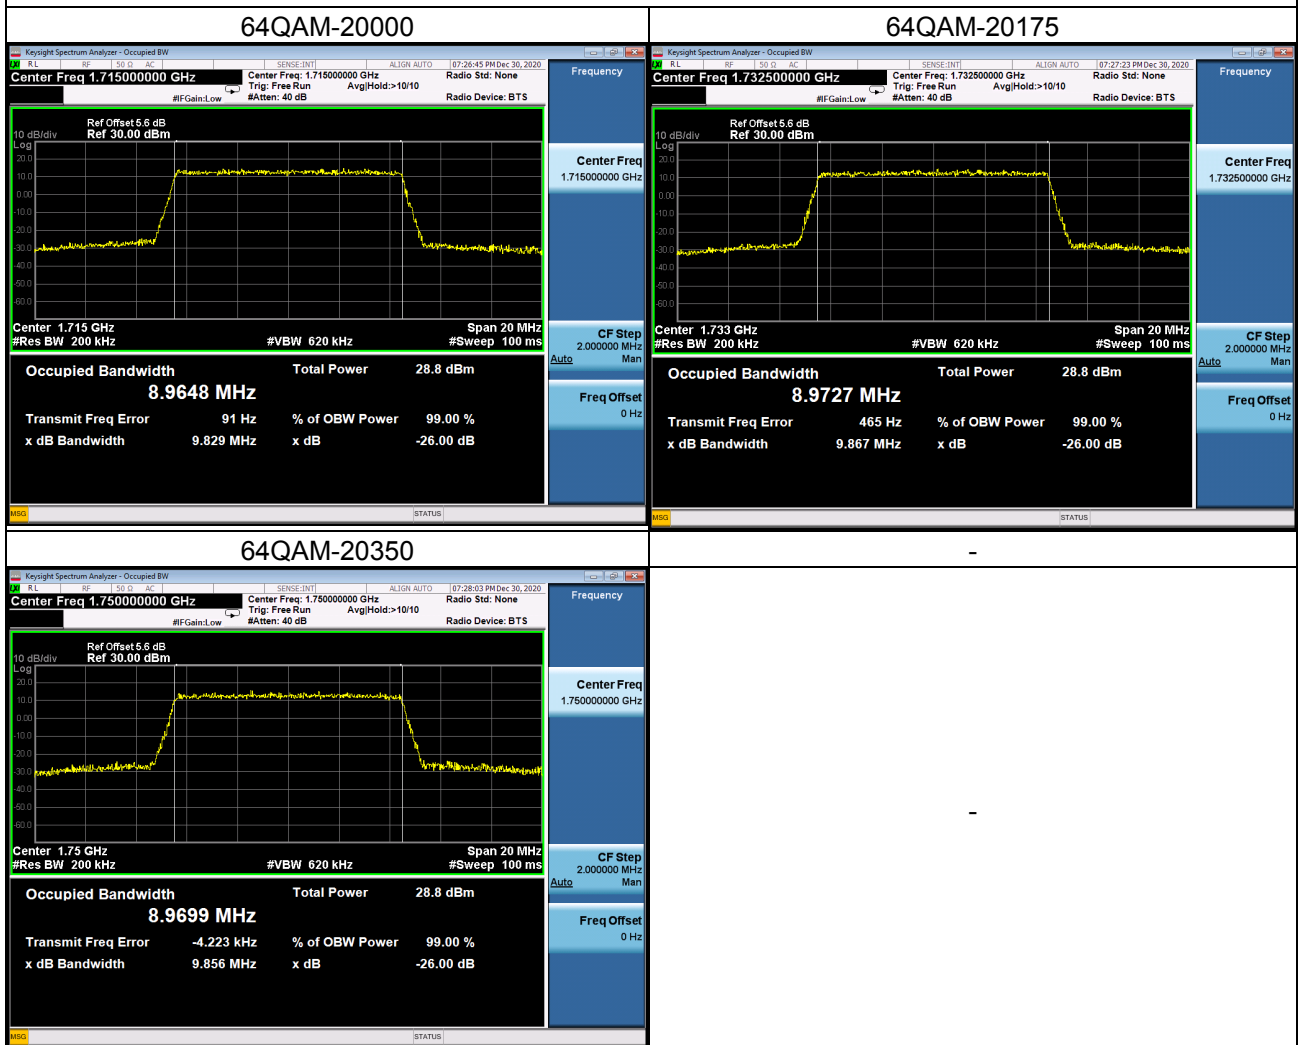 64QAM-20000
Keysight Spectrum Analyzer - Occupied BW
LXI RL RF 50 Ω AC SENSE:INT ALIGN AUTO 07:26:45 PM Dec 30, 2020
Center Freq 1.715000000 GHz
Center Freq: 1.715000000 GHz Radio Std: None
Trig: Free Run Avg|Hold:>10/10
#IFGain:Low #Atten: 40 dB Radio Device: BTS
Ref Offset 5.6 dB
10 dB/div Ref 30.00 dBm
Log
20.0
10.0
0.00
-10.0
-20.0
-30.0
-40.0
-50.0
-60.0
Center 1.715 GHz Span 20 MHz
#Res BW 200 kHz #VBW 620 kHz #Sweep 100 ms
Occupied Bandwidth Total Power 28.8 dBm
8.9648 MHz
Transmit Freq Error 91 Hz % of OBW Power 99.00 %
x dB Bandwidth 9.829 MHz x dB -26.00 dB
MSG STATUS
Frequency
Center Freq
1.715000000 GHz
CF Step
2.000000 MHz
Auto Man
Freq Offset
0 Hz
64QAM-20175
Keysight Spectrum Analyzer - Occupied BW
LXI RL RF 50 Ω AC SENSE:INT ALIGN AUTO 07:27:23 PM Dec 30, 2020
Center Freq 1.732500000 GHz
Center Freq: 1.732500000 GHz Radio Std: None
Trig: Free Run Avg|Hold:>10/10
#IFGain:Low #Atten: 40 dB Radio Device: BTS
Ref Offset 5.6 dB
10 dB/div Ref 30.00 dBm
Log
20.0
10.0
0.00
-10.0
-20.0
-30.0
-40.0
-50.0
-60.0
Center 1.733 GHz Span 20 MHz
#Res BW 200 kHz #VBW 620 kHz #Sweep 100 ms
Occupied Bandwidth Total Power 28.8 dBm
8.9727 MHz
Transmit Freq Error 465 Hz % of OBW Power 99.00 %
x dB Bandwidth 9.867 MHz x dB -26.00 dB
MSG STATUS
Frequency
Center Freq
1.732500000 GHz
CF Step
2.000000 MHz
Auto Man
Freq Offset
0 Hz
64QAM-20350
Keysight Spectrum Analyzer - Occupied BW
LXI RL RF 50 Ω AC SENSE:INT ALIGN AUTO 07:28:03 PM Dec 30, 2020
Center Freq 1.750000000 GHz
Center Freq: 1.750000000 GHz Radio Std: None
Trig: Free Run Avg|Hold:>10/10
#IFGain:Low #Atten: 40 dB Radio Device: BTS
Ref Offset 5.6 dB
10 dB/div Ref 30.00 dBm
Log
20.0
10.0
0.00
-10.0
-20.0
-30.0
-40.0
-50.0
-60.0
Center 1.75 GHz Span 20 MHz
#Res BW 200 kHz #VBW 620 kHz #Sweep 100 ms
Occupied Bandwidth Total Power 28.8 dBm
8.9699 MHz
Transmit Freq Error -4.223 kHz % of OBW Power 99.00 %
x dB Bandwidth 9.856 MHz x dB -26.00 dB
MSG STATUS
Frequency
Center Freq
1.750000000 GHz
CF Step
2.000000 MHz
Auto Man
Freq Offset
0 Hz
-
-